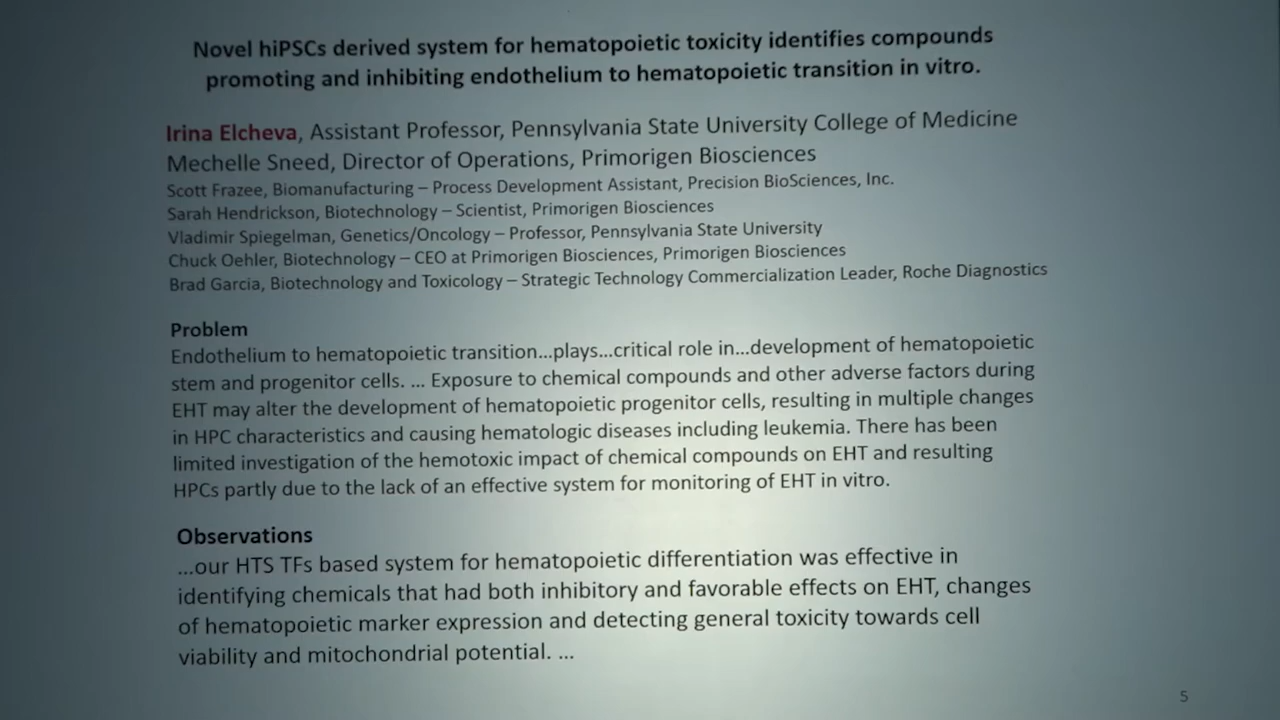 Novel hiPSCs derived system for hematopoietic toxicity identifies compounds
promoting and inhibiting endothelium to hematopoietic transition in vitro.
Irina Elcheva, Assistant Professor, Pennsylvania State University College of Medicine
Mechelle Sneed, Director of Operations, Primorigen Biosciences
Scott Frazee, Biomanufacturing – Process Development Assistant, Precision BioSciences, Inc.
Sarah Hendrickson, Biotechnology – Scientist, Primorigen Biosciences
Vladimir Spiegelman, Genetics/Oncology – Professor, Pennsylvania State University
Chuck Oehler, Biotechnology – CEO at Primorigen Biosciences, Primorigen Biosciences
Brad Garcia, Biotechnology and Toxicology – Strategic Technology Commercialization Leader, Roche Diagnostics
Problem
Endothelium to hematopoietic transition...plays...critical role in...development of hematopoietic
stem and progenitor cells. ... Exposure to chemical compounds and other adverse factors during
EHT may alter the development of hematopoietic progenitor cells, resulting in multiple changes
in HPC characteristics and causing hematologic diseases including leukemia. There has been
limited investigation of the hemotoxic impact of chemical compounds on EHT and resulting
HPCs partly due to the lack of an effective system for monitoring of EHT in vitro.
Observations
...our HTS TFs based system for hematopoietic differentiation was effective in
identifying chemicals that had both inhibitory and favorable effects on EHT, changes
of hematopoietic marker expression and detecting general toxicity towards cell
viability and mitochondrial potential. ...
5